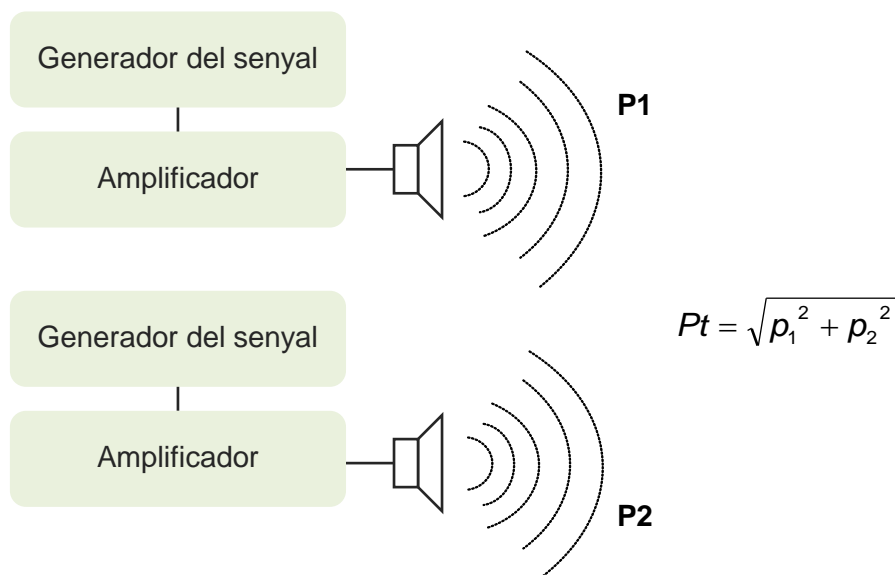 Generador del senyal
Amplificador
P1
Generador del senyal
Amplificador
P2
Pt = √(p₁² + p₂²)